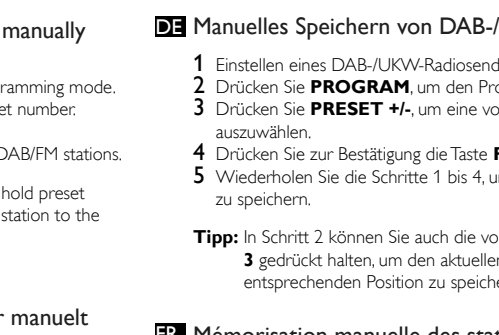 manually
ramming mode.
et number.
DAB/FM stations.
hold preset
station to the
r manuelt
DE Manuelles Speichern von DAB-/
1 Einstellen eines DAB-/UKW-Radiosend
2 Drücken Sie PROGRAM, um den Pro
3 Drücken Sie PRESET +/-, um eine vo
auszuwählen.
4 Drücken Sie zur Bestätigung die Taste
5 Wiederholen Sie die Schritte 1 bis 4, u
zu speichern.
Tipp: In Schritt 2 können Sie auch die vo
3 gedrückt halten, um den aktueller
entsprechenden Position zu speiche
FR Mémorisation manuelle des stat